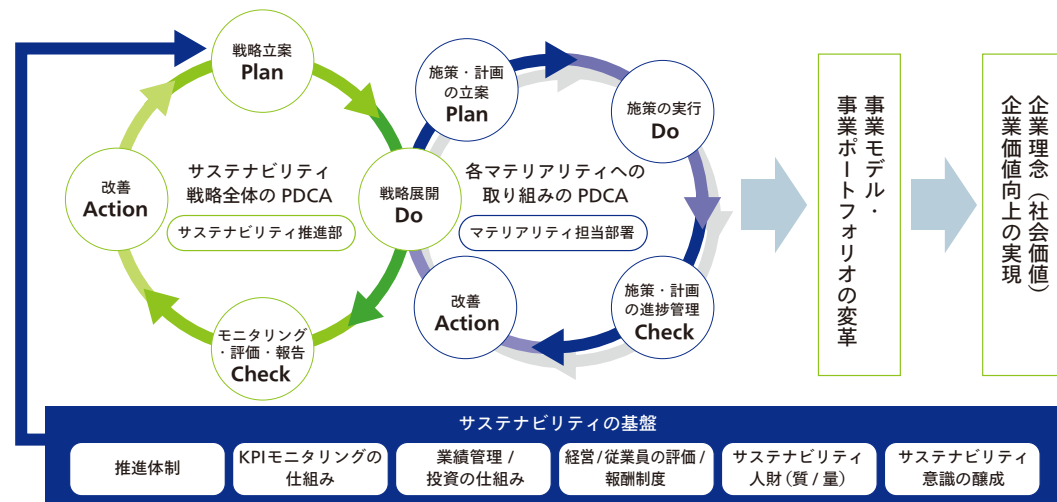 戦略立案
Plan
戦略展開
Do
モニタリング
・評価・報告
Check
改善
Action
サステナビリティ
戦略全体の PDCA
サステナビリティ推進部
施策・計画
の立案
Plan
施策の実行
Do
施策・計画
の進捗管理
Check
改善
Action
各マテリアリティへの
取り組みの PDCA
マテリアリティ担当部署
事業モデル・
事業ポートフォリオの変革
企業理念（社会価値）
企業価値向上の実現
サステナビリティの基盤
推進体制
KPIモニタリングの
仕組み
業績管理 /
投資の仕組み
経営/従業員の評価/
報酬制度
サステナビリティ
人財(質 / 量)
サステナビリティ
意識の醸成